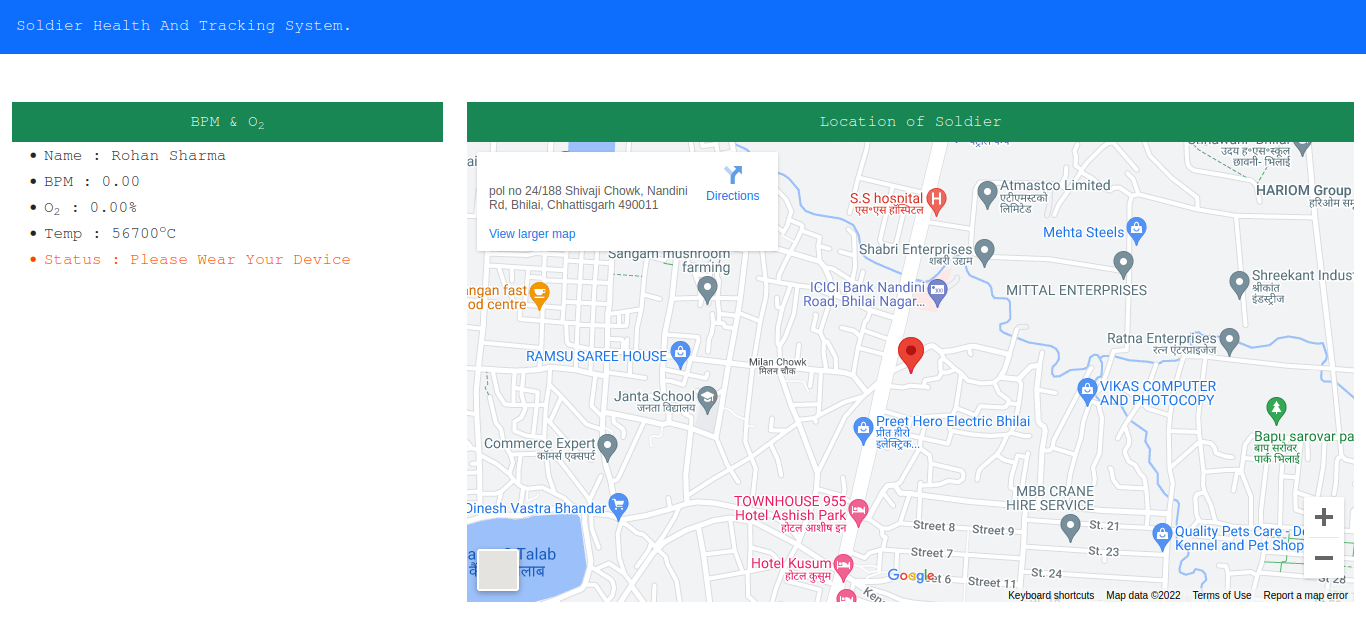 Soldier Health And Tracking System.
BPM & O₂
• Name : Rohan Sharma
• BPM : 0.00
• O₂ : 0.00%
• Temp : 56700°C
• Status : Please Wear Your Device
Location of Soldier
pol no 24/188 Shivaji Chowk, Nandini
Rd, Bhilai, Chhattisgarh 490011
Directions
View larger map
उदय ह॰एस॰स्कूल
छावनी- भिलाई
S.S hospital
एस॰एस हॉस्पिटल
Atmastco Limited
एटीएमस्टको
लिमिटेड
HARIOM Group
Mehta Steels
Shabri Enterprises
शबरी उद्यम
Sangam mushroom
farming
MITTAL ENTERPRISES
Shreekant Indus
श्रीकांत
इंडस्ट्रीज
ngan fast
od centre
ICICI Bank Nandini
Road, Bhilai Nagar...
Ratna Enterprises
रत्न एंटरप्राइजेज
RAMSU SAREE HOUSE
Milan Chowk
मिलन चौक
VIKAS COMPUTER
AND PHOTOCOPY
Janta School
जनता विद्यालय
Preet Hero Electric Bhilai
प्रीत हीरो
इलेक्ट्रिक...
Bapu sarovar pa
बापू सरोवर
पार्क भिलाई
Commerce Expert
कॉमर्स एक्सपर्ट
TOWNHOUSE 955
Hotel Ashish Park
होटल आशीष इन
MBB CRANE
HIRE SERVICE
Dinesh Vastra Bhandar
Street 8
Street 9
St. 21
Quality Pets Care - Do
Kennel and Pet Shop
Talab
Street 7
St. 23
Hotel Kusum
होटल कुसुम
Google
eet 6
Street 11
St. 24
St 28
Keyboard shortcuts
Map data ©2022
Terms of Use
Report a map error